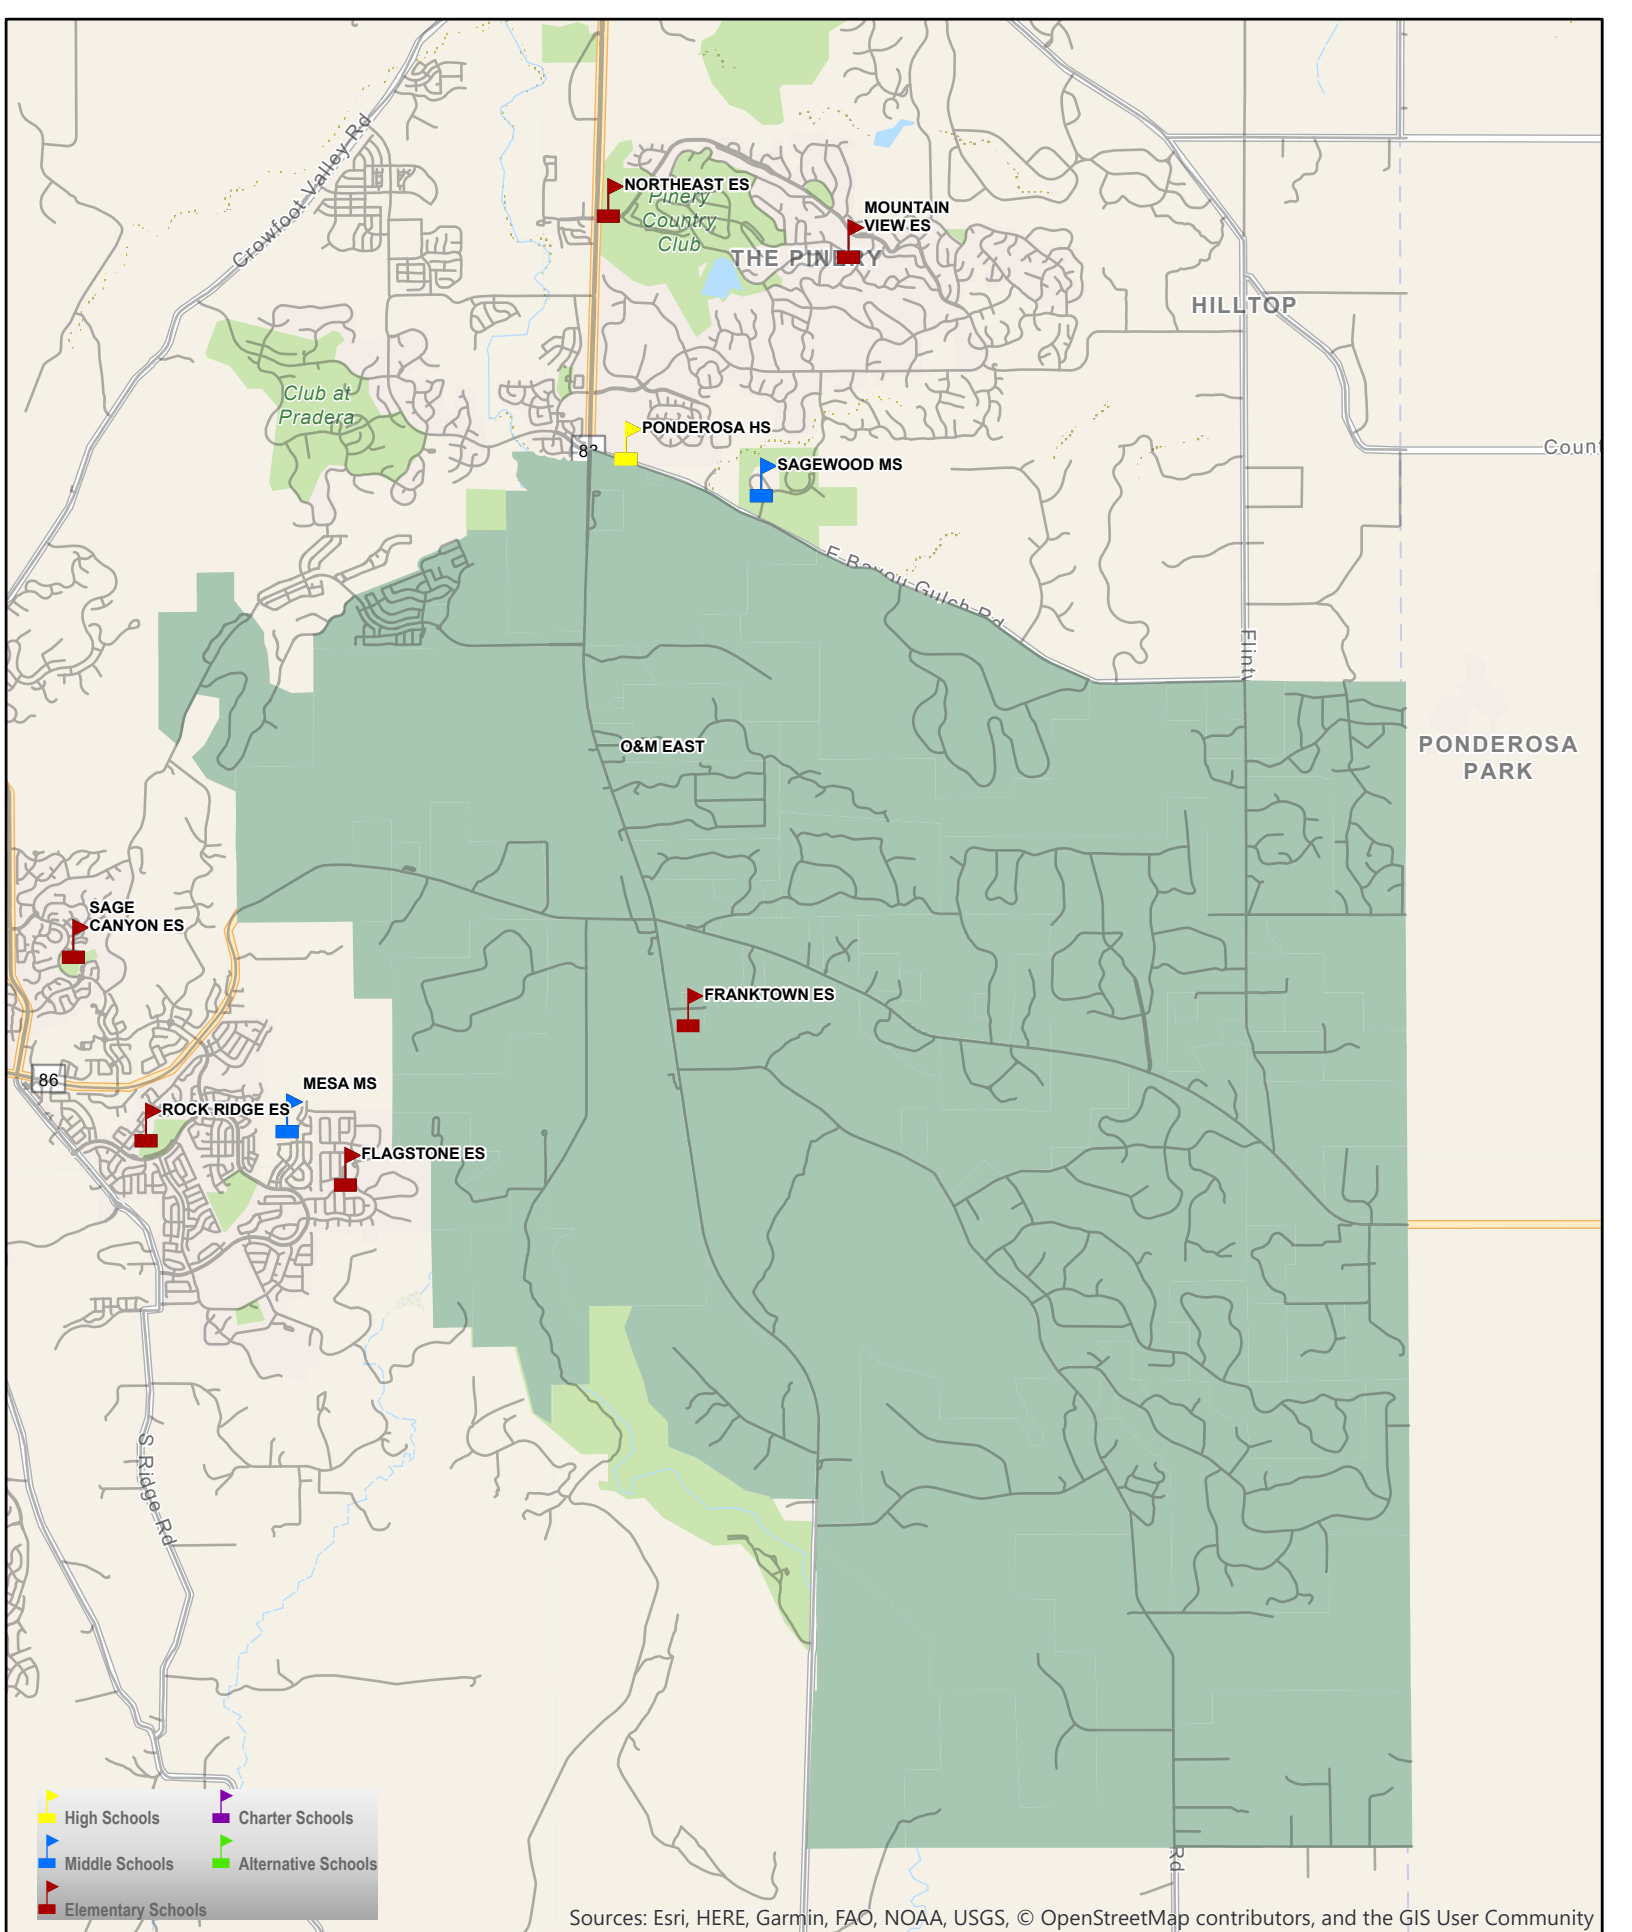 Crowfoot Valley Rd
NORTHEAST ES
Pinery
Country
Club
MOUNTAIN
VIEW ES
THE PINERY
HILLTOP
Club at
Pradera
PONDEROSA HS
83
SAGEWOOD MS
Coun
E Bayou Gulch Rd
Flint
O&M EAST
PONDEROSA
PARK
SAGE
CANYON ES
FRANKTOWN ES
86
MESA MS
ROCK RIDGE ES
FLAGSTONE ES
S Ridge Rd
Rd
High Schools
Charter Schools
Middle Schools
Alternative Schools
Elementary Schools
Sources: Esri, HERE, Garmin, FAO, NOAA, USGS, © OpenStreetMap contributors, and the GIS User Community